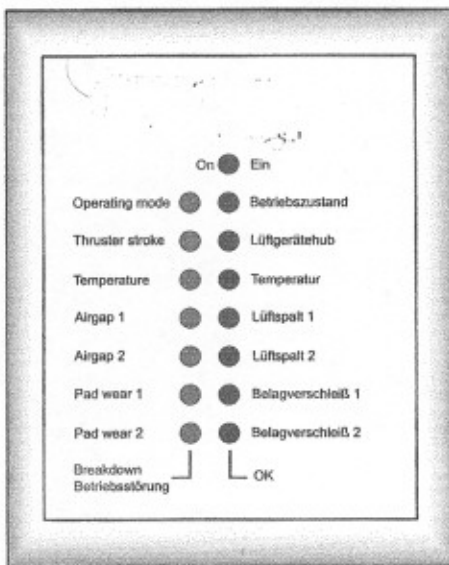 On Ein
Operating mode Betriebszustand
Thruster stroke Lüftgerätehub
Temperature Temperatur
Airgap 1 Lüftspalt 1
Airgap 2 Lüftspalt 2
Pad wear 1 Belagverschleiß 1
Pad wear 2 Belagverschleiß 2
Breakdown OK
Betriebsstörung